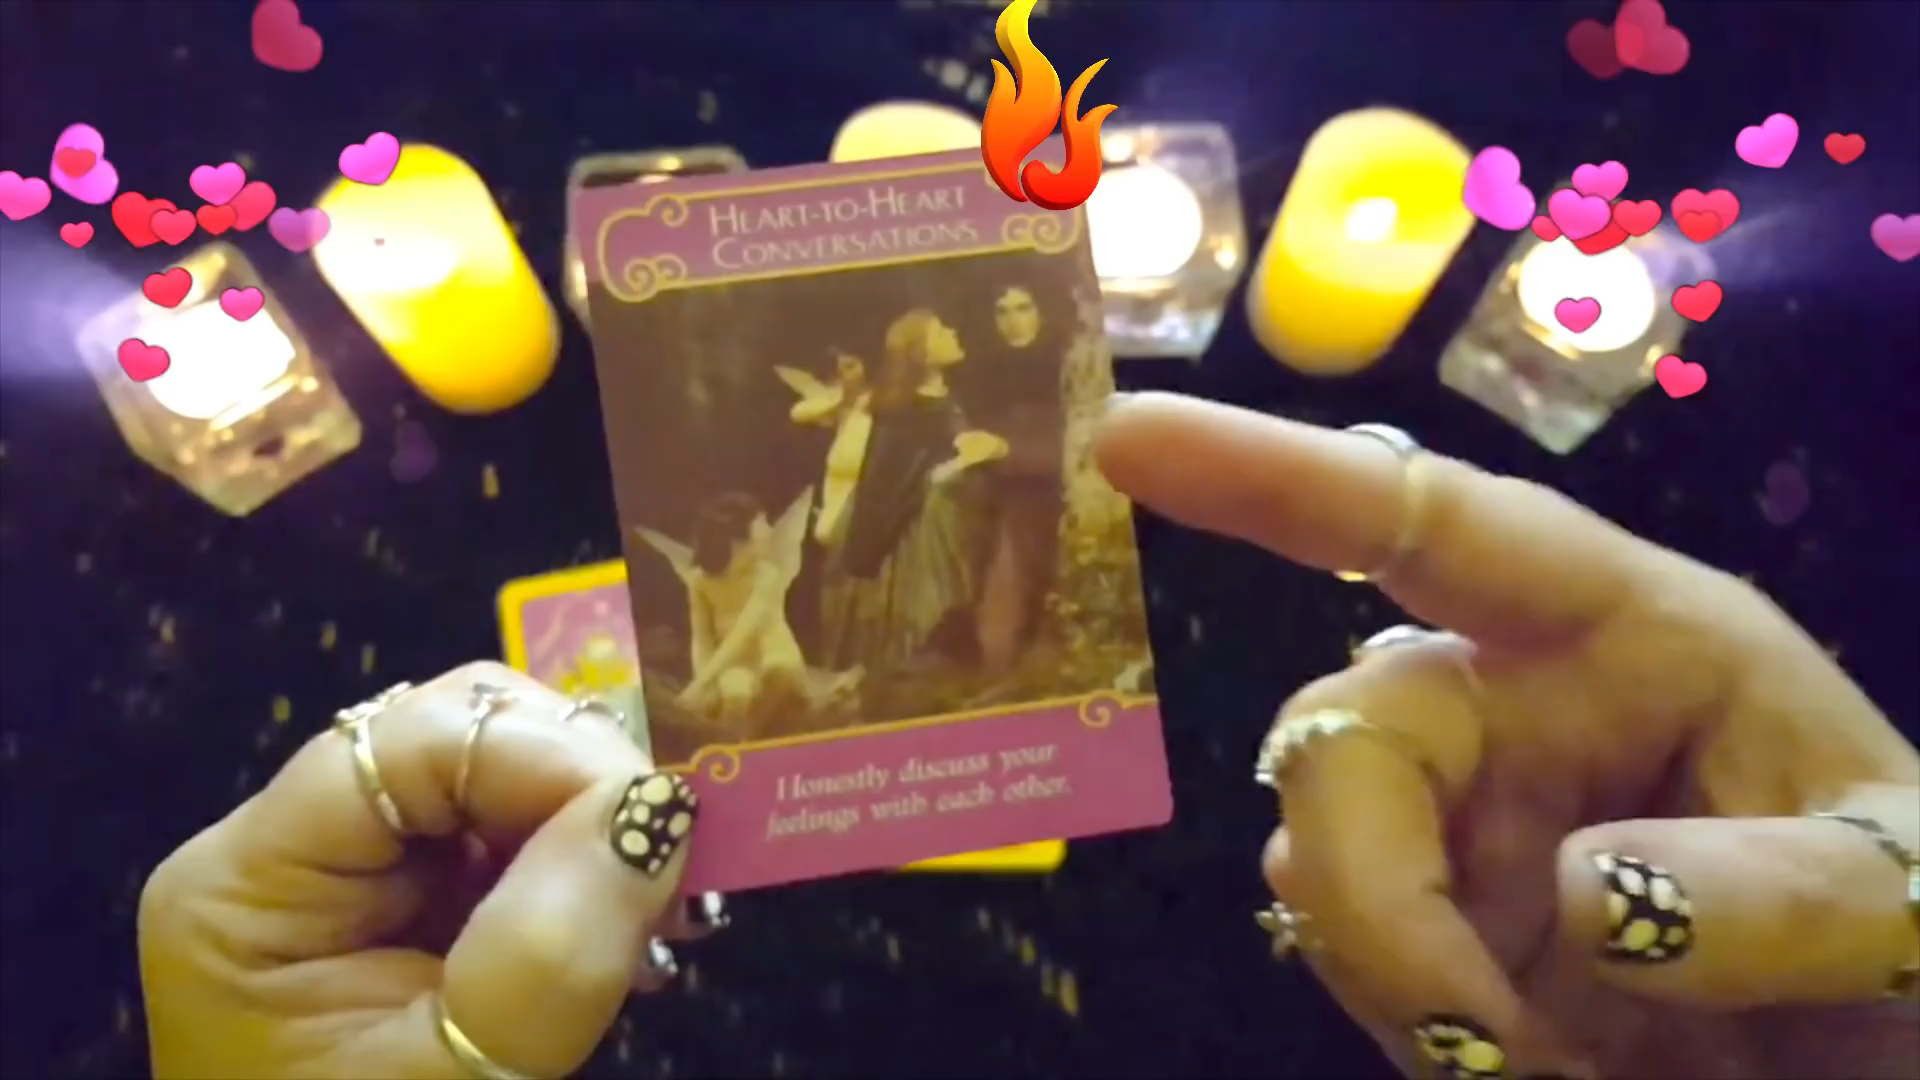 HEART-TO-HEART
CONVERSATIONS
Honestly discuss your
feelings with each other.